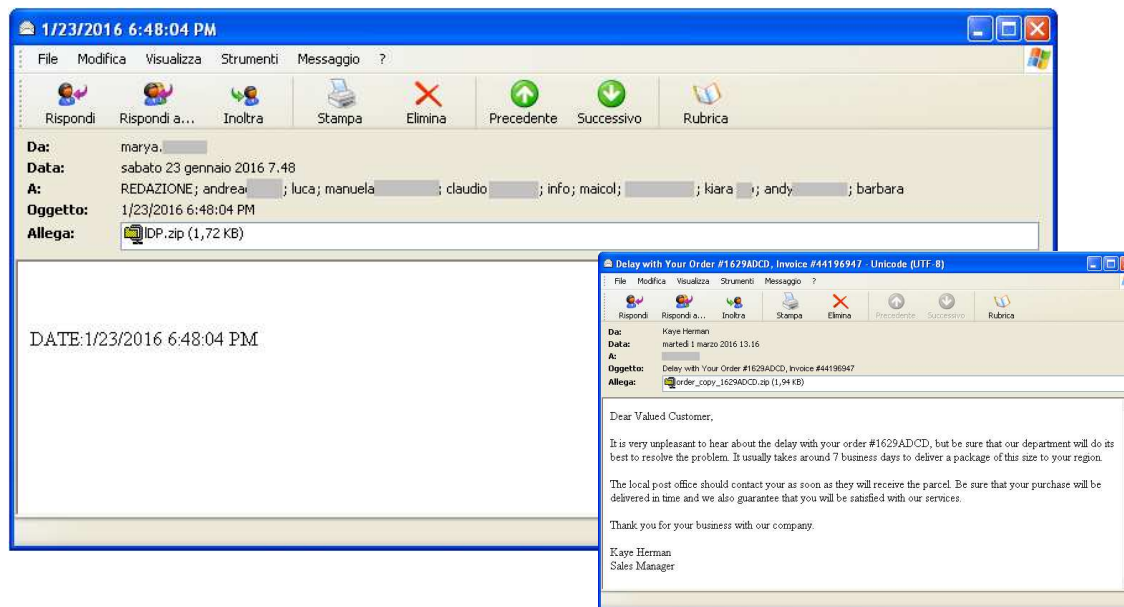 1/23/2016 6:48:04 PM
File Modifica Visualizza Strumenti Messaggio ?
Rispondi Rispondi a... Inoltra Stampa Elimina Precedente Successivo Rubrica
Da: marya.
Data: sabato 23 gennaio 2016 7.48
A: REDAZIONE; andrea ; luca; manuela ; claudio ; info; maicol; ; kiara ; andy ; barbara
Oggetto: 1/23/2016 6:48:04 PM
Allega: IDP.zip (1,72 KB)
DATE:1/23/2016 6:48:04 PM
Delay with Your Order #1629ADCD, Invoice #44196947 - Unicode (UTF-8)
File Modifica Visualizza Strumenti Messaggio ?
Rispondi Rispondi a... Inoltra Stampa Elimina Precedente Successivo Rubrica
Da: Kaye Herman
Data: martedì 1 marzo 2016 13.16
A:
Oggetto: Delay with Your Order #1629ADCD, Invoice #44196947
Allega: order_copy_1629ADCD.zip (1,94 KB)
Dear Valued Customer,
It is very unpleasant to hear about the delay with your order #1629ADCD, but be sure that our department will do its
best to resolve the problem. It usually takes around 7 business days to deliver a package of this size to your region.
The local post office should contact your as soon as they will receive the parcel. Be sure that your purchase will be
delivered in time and we also guarantee that you will be satisfied with our services.
Thank you for your business with our company.
Kaye Herman
Sales Manager